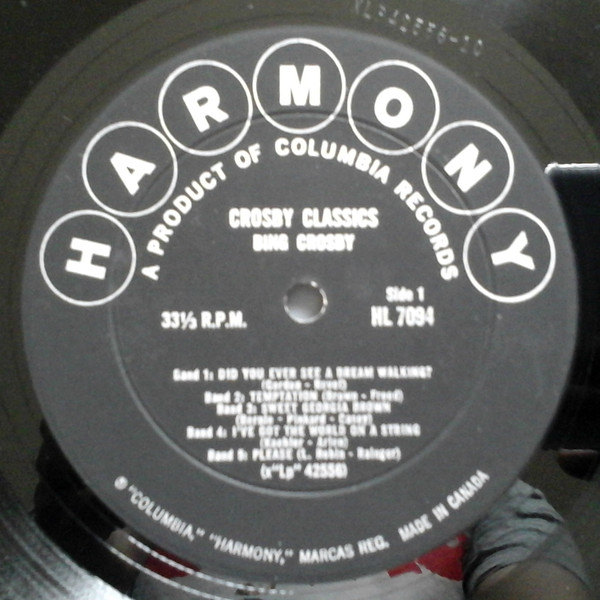 HARMONY
A PRODUCT OF COLUMBIA RECORDS
CROSBY CLASSICS
BING CROSBY
Side 1
33⅓ R.P.M.
HL 7094
Band 1: DID YOU EVER SEE A DREAM WALKING?
(Gordon - Revel)
Band 2: TEMPTATION (Brown - Freed)
Band 3: SWEET GEORGIA BROWN
(Bernie - Pinkard - Casey)
Band 4: I'VE GOT THE WORLD ON A STRING
(Koehler - Arlen)
Band 5: PLEASE (L. Robin - Rainger)
(x"Lp" 42556)
"COLUMBIA," "HARMONY," MARCAS REG. MADE IN CANADA